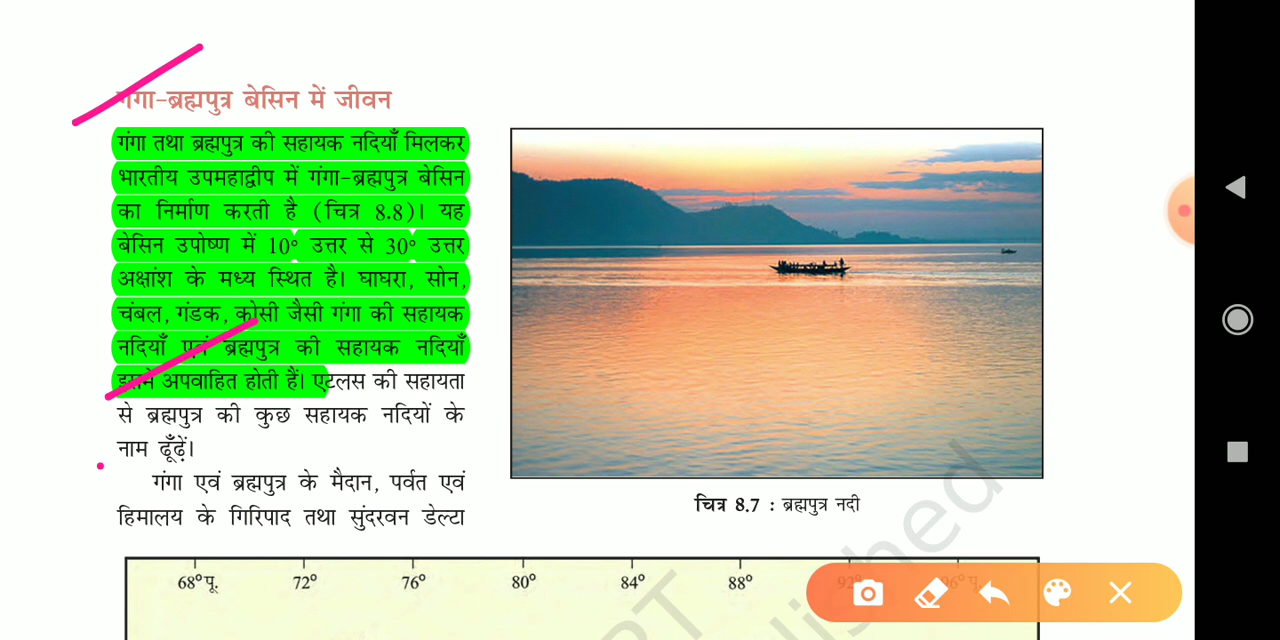 गंगा-ब्रह्मपुत्र बेसिन में जीवन
गंगा तथा ब्रह्मपुत्र की सहायक नदियाँ मिलकर
भारतीय उपमहाद्वीप में गंगा-ब्रह्मपुत्र बेसिन
का निर्माण करती है (चित्र 8.8)। यह
बेसिन उपोष्ण में 10° उत्तर से 30° उत्तर
अक्षांश के मध्य स्थित है। घाघरा, सोन,
चंबल, गंडक, कोसी जैसी गंगा की सहायक
नदियाँ एवं ब्रह्मपुत्र की सहायक नदियाँ
इसमें अपवाहित होती हैं। एटलस की सहायता
से ब्रह्मपुत्र की कुछ सहायक नदियों के
नाम ढूँढ़ें।
गंगा एवं ब्रह्मपुत्र के मैदान, पर्वत एवं
हिमालय के गिरिपाद तथा सुंदरवन डेल्टा
चित्र 8.7 : ब्रह्मपुत्र नदी
68° पू. 72° 76° 80° 84° 88° 92° 96° पू.